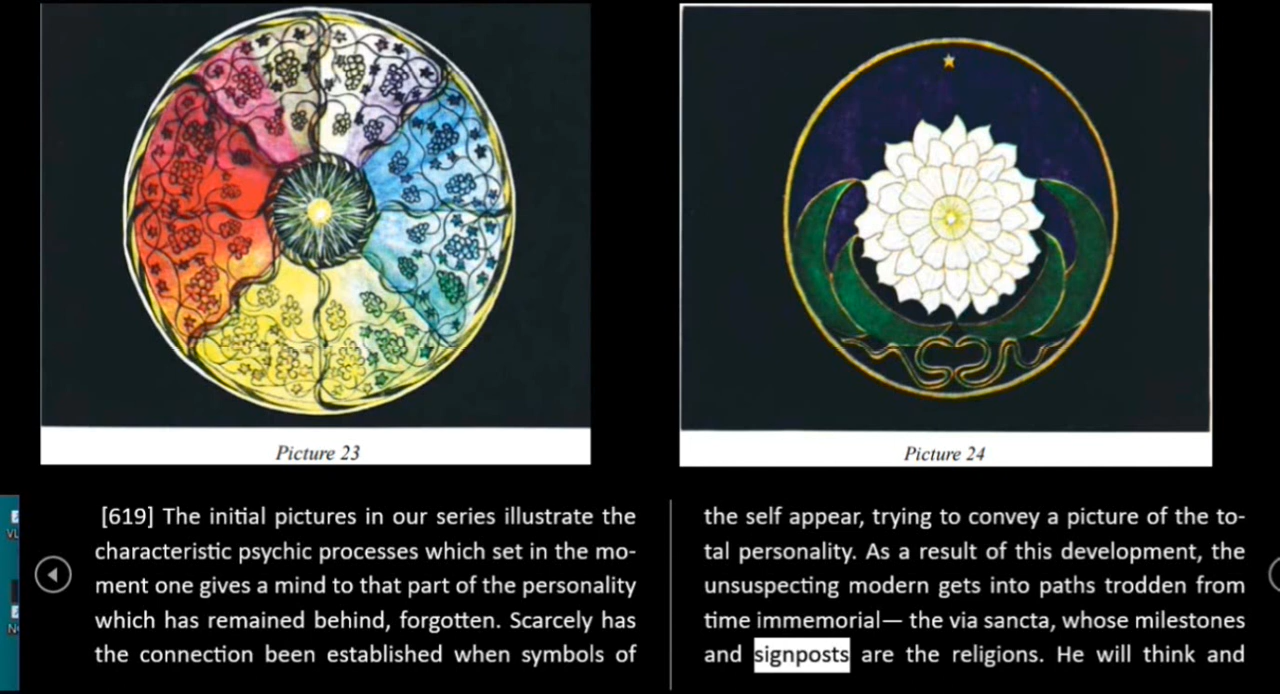 Picture 23
Picture 24
[619] The initial pictures in our series illustrate the
characteristic psychic processes which set in the mo-
ment one gives a mind to that part of the personality
which has remained behind, forgotten. Scarcely has
the connection been established when symbols of
the self appear, trying to convey a picture of the to-
tal personality. As a result of this development, the
unsuspecting modern gets into paths trodden from
time immemorial— the via sancta, whose milestones
and signposts are the religions. He will think and